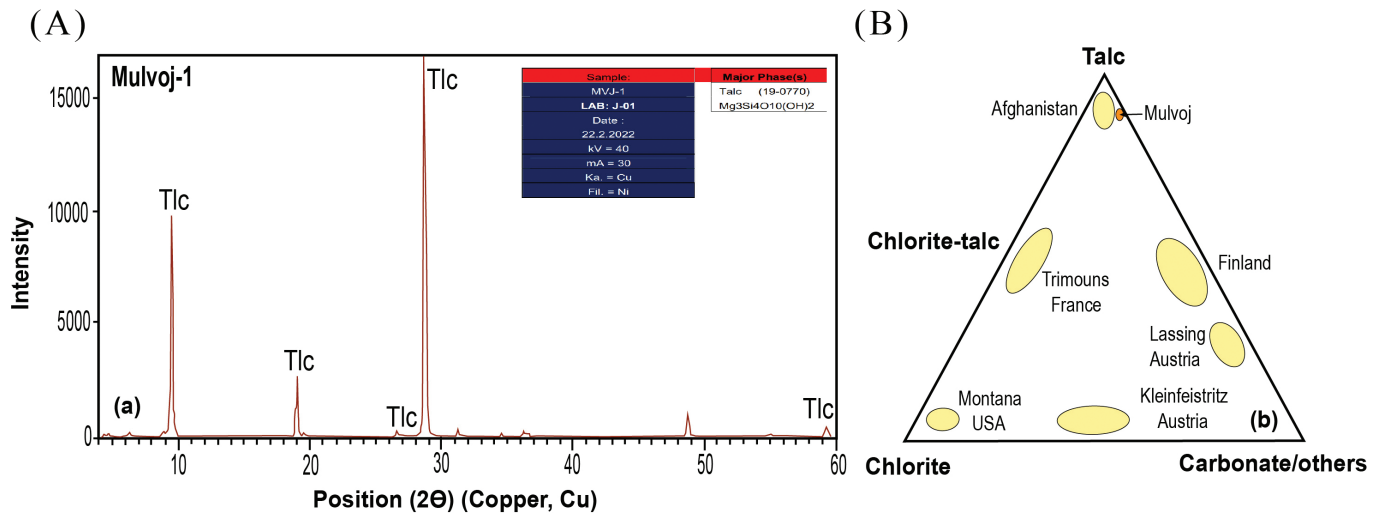 (A)
Mulvoj-1
Intensity
15000
10000
5000
0
Tlc
Tlc
Tlc
Tlc
Tlc
Sample:
MVJ-1
LAB: J-01
Date :
22.2.2022
kV = 40
mA = 30
Ka. = Cu
Fil. = Ni
Major Phase(s)
Talc (19-0770)
Mg3Si4O10(OH)2
(a)
10
20
30
40
50
60
Position (2Θ) (Copper, Cu)
(B)
Talc
Afghanistan
Mulvoj
Chlorite-talc
Trimouns
France
Finland
Lassing
Austria
Montana
USA
Kleinfeistritz
Austria
(b)
Chlorite
Carbonate/others